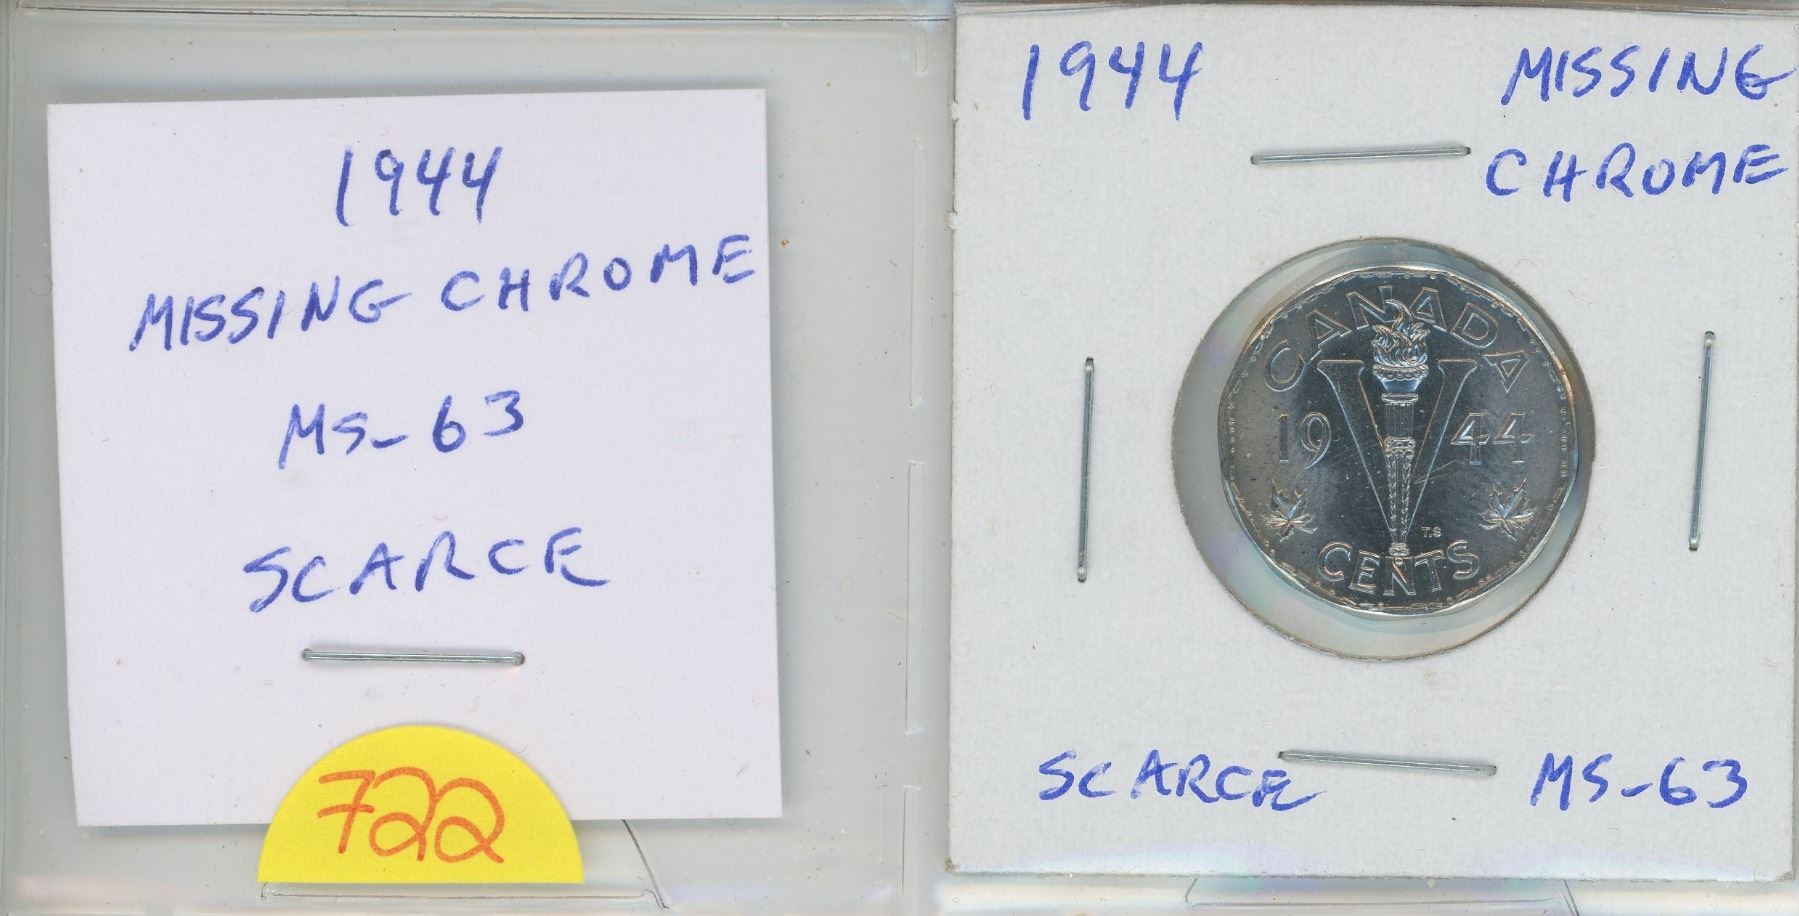 1944
MISSING CHROME
MS-63
SCARCE
722
1944 MISSING
CHROME
CANADA
19 V 44
T.S
CENTS
SCARCE MS-63